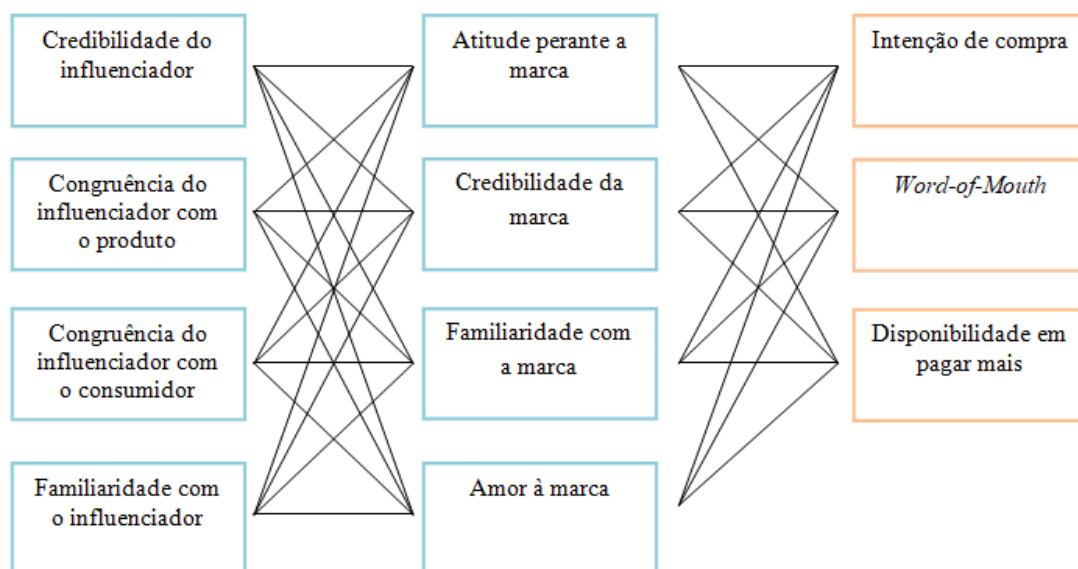 Credibilidade do
influenciador
Atitude perante a
marca
Intenção de compra
Congruência do
influenciador com
o produto
Credibilidade da
marca
Word-of-Mouth
Congruência do
influenciador com
o consumidor
Familiaridade com
a marca
Disponibilidade em
pagar mais
Familiaridade com
o influenciador
Amor à marca